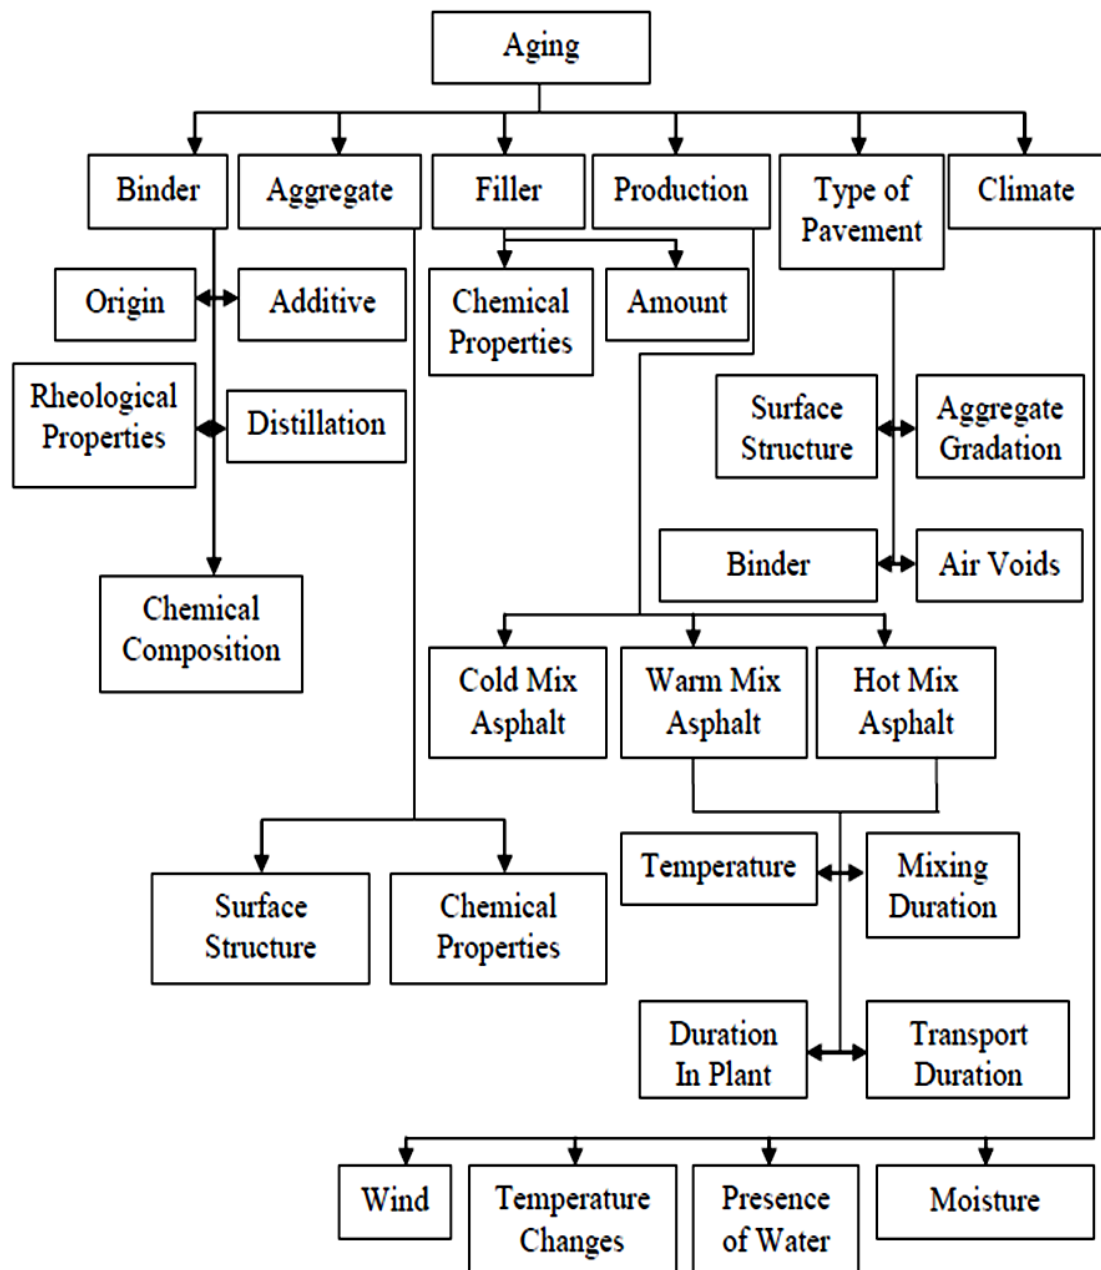 Aging
Binder
Aggregate
Filler
Production
Type of
Pavement
Climate
Origin
Additive
Chemical
Properties
Amount
Rheological
Properties
Distillation
Surface
Structure
Aggregate
Gradation
Binder
Air Voids
Chemical
Composition
Cold Mix
Asphalt
Warm Mix
Asphalt
Hot Mix
Asphalt
Temperature
Mixing
Duration
Surface
Structure
Chemical
Properties
Duration
In Plant
Transport
Duration
Wind
Temperature
Changes
Presence
of Water
Moisture